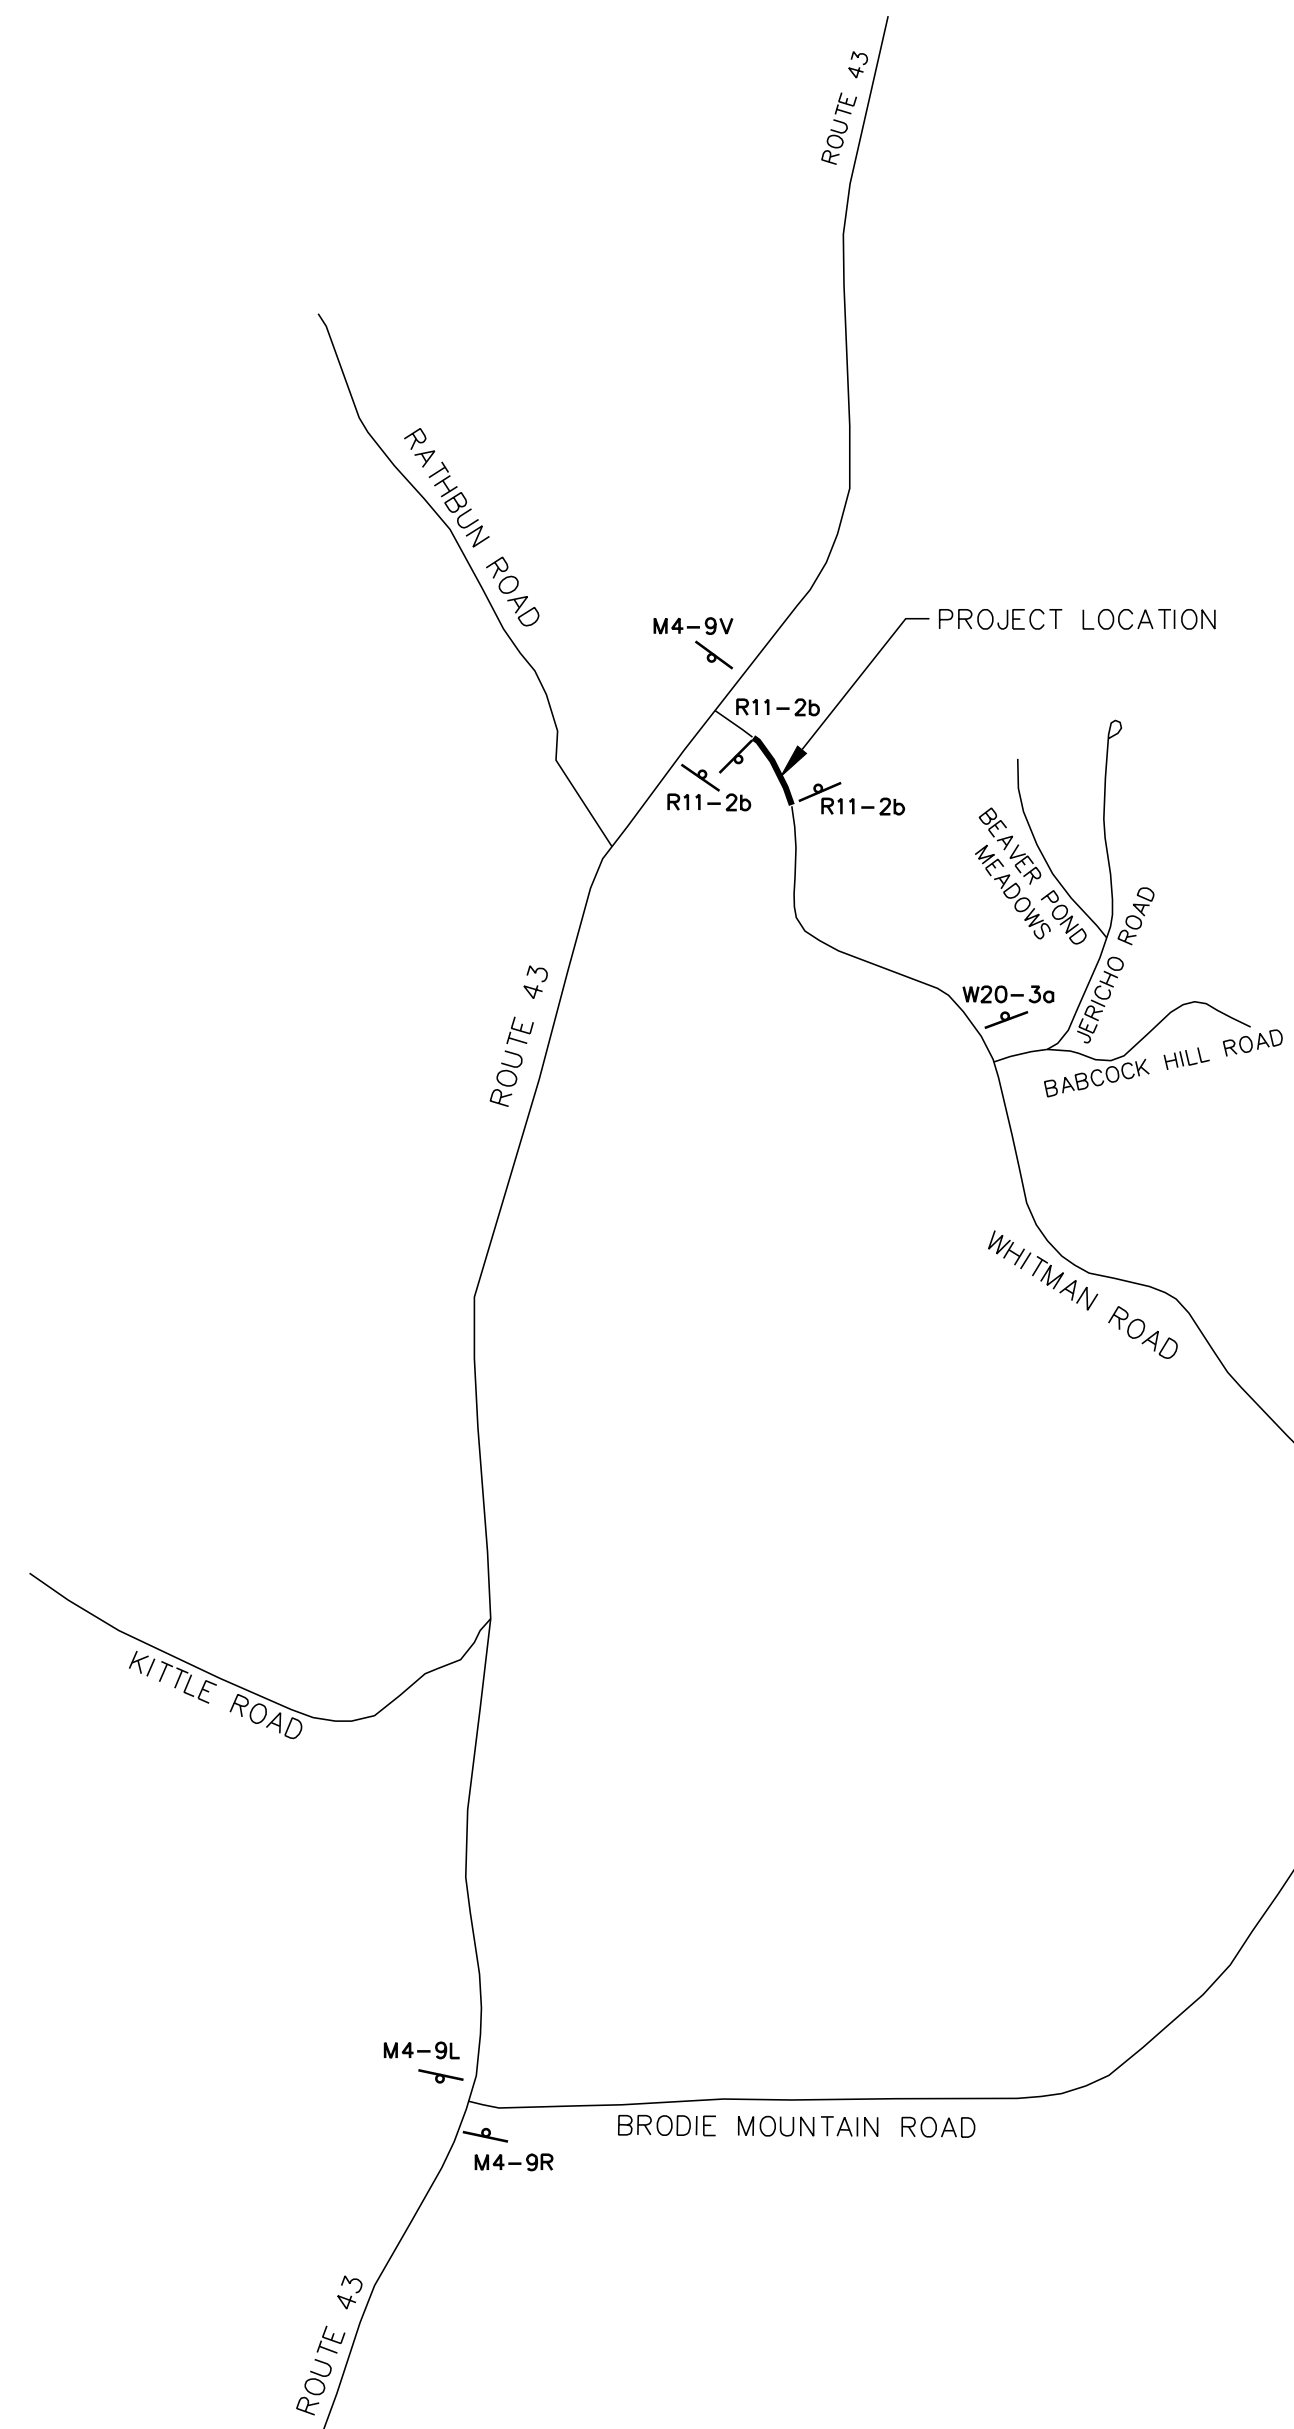 ROUTE 43
RATHBUN ROAD
PROJECT LOCATION
M4-9V
R11-2b
R11-2b
R11-2b
BEAVER POND
MEADOWS
JERICHO ROAD
W20-3a
ROUTE 43
BABCOCK HILL ROAD
WHITMAN ROAD
KITTLE ROAD
M4-9L
BRODIE MOUNTAIN ROAD
M4-9R
ROUTE 43